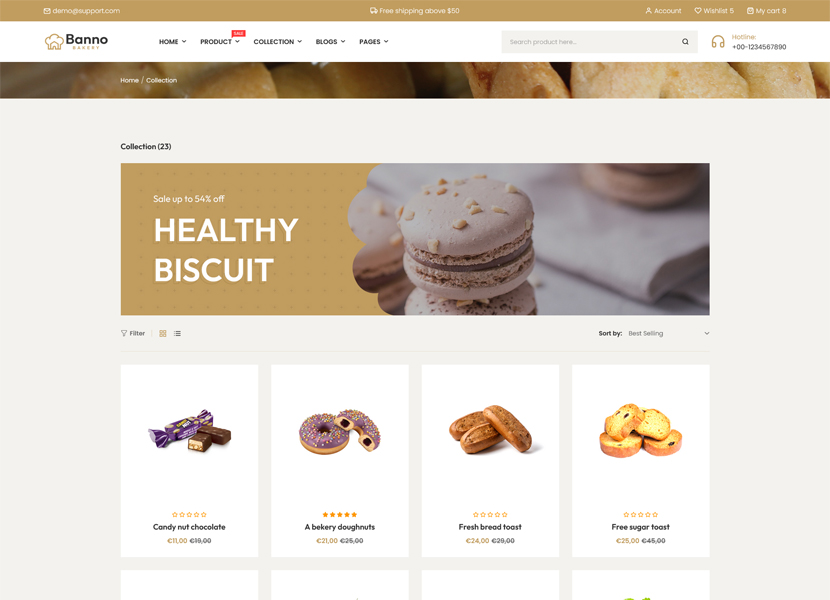 demo@support.com
Free shipping above $50
Account
Wishlist 5
My cart 8
Banno
BAKERY
HOME
PRODUCT
SALE
COLLECTION
BLOGS
PAGES
Search product here...
Hotline:
+00-1234567890
Home / Collection
Collection (23)
Sale up to 54% off
HEALTHY
BISCUIT
Filter
Sort by: Best Selling
Candy nut chocolate
€11,00 €19,00
A bekery doughnuts
€21,00 €25,00
Fresh bread toast
€24,00 €29,00
Free sugar toast
€25,00 €45,00